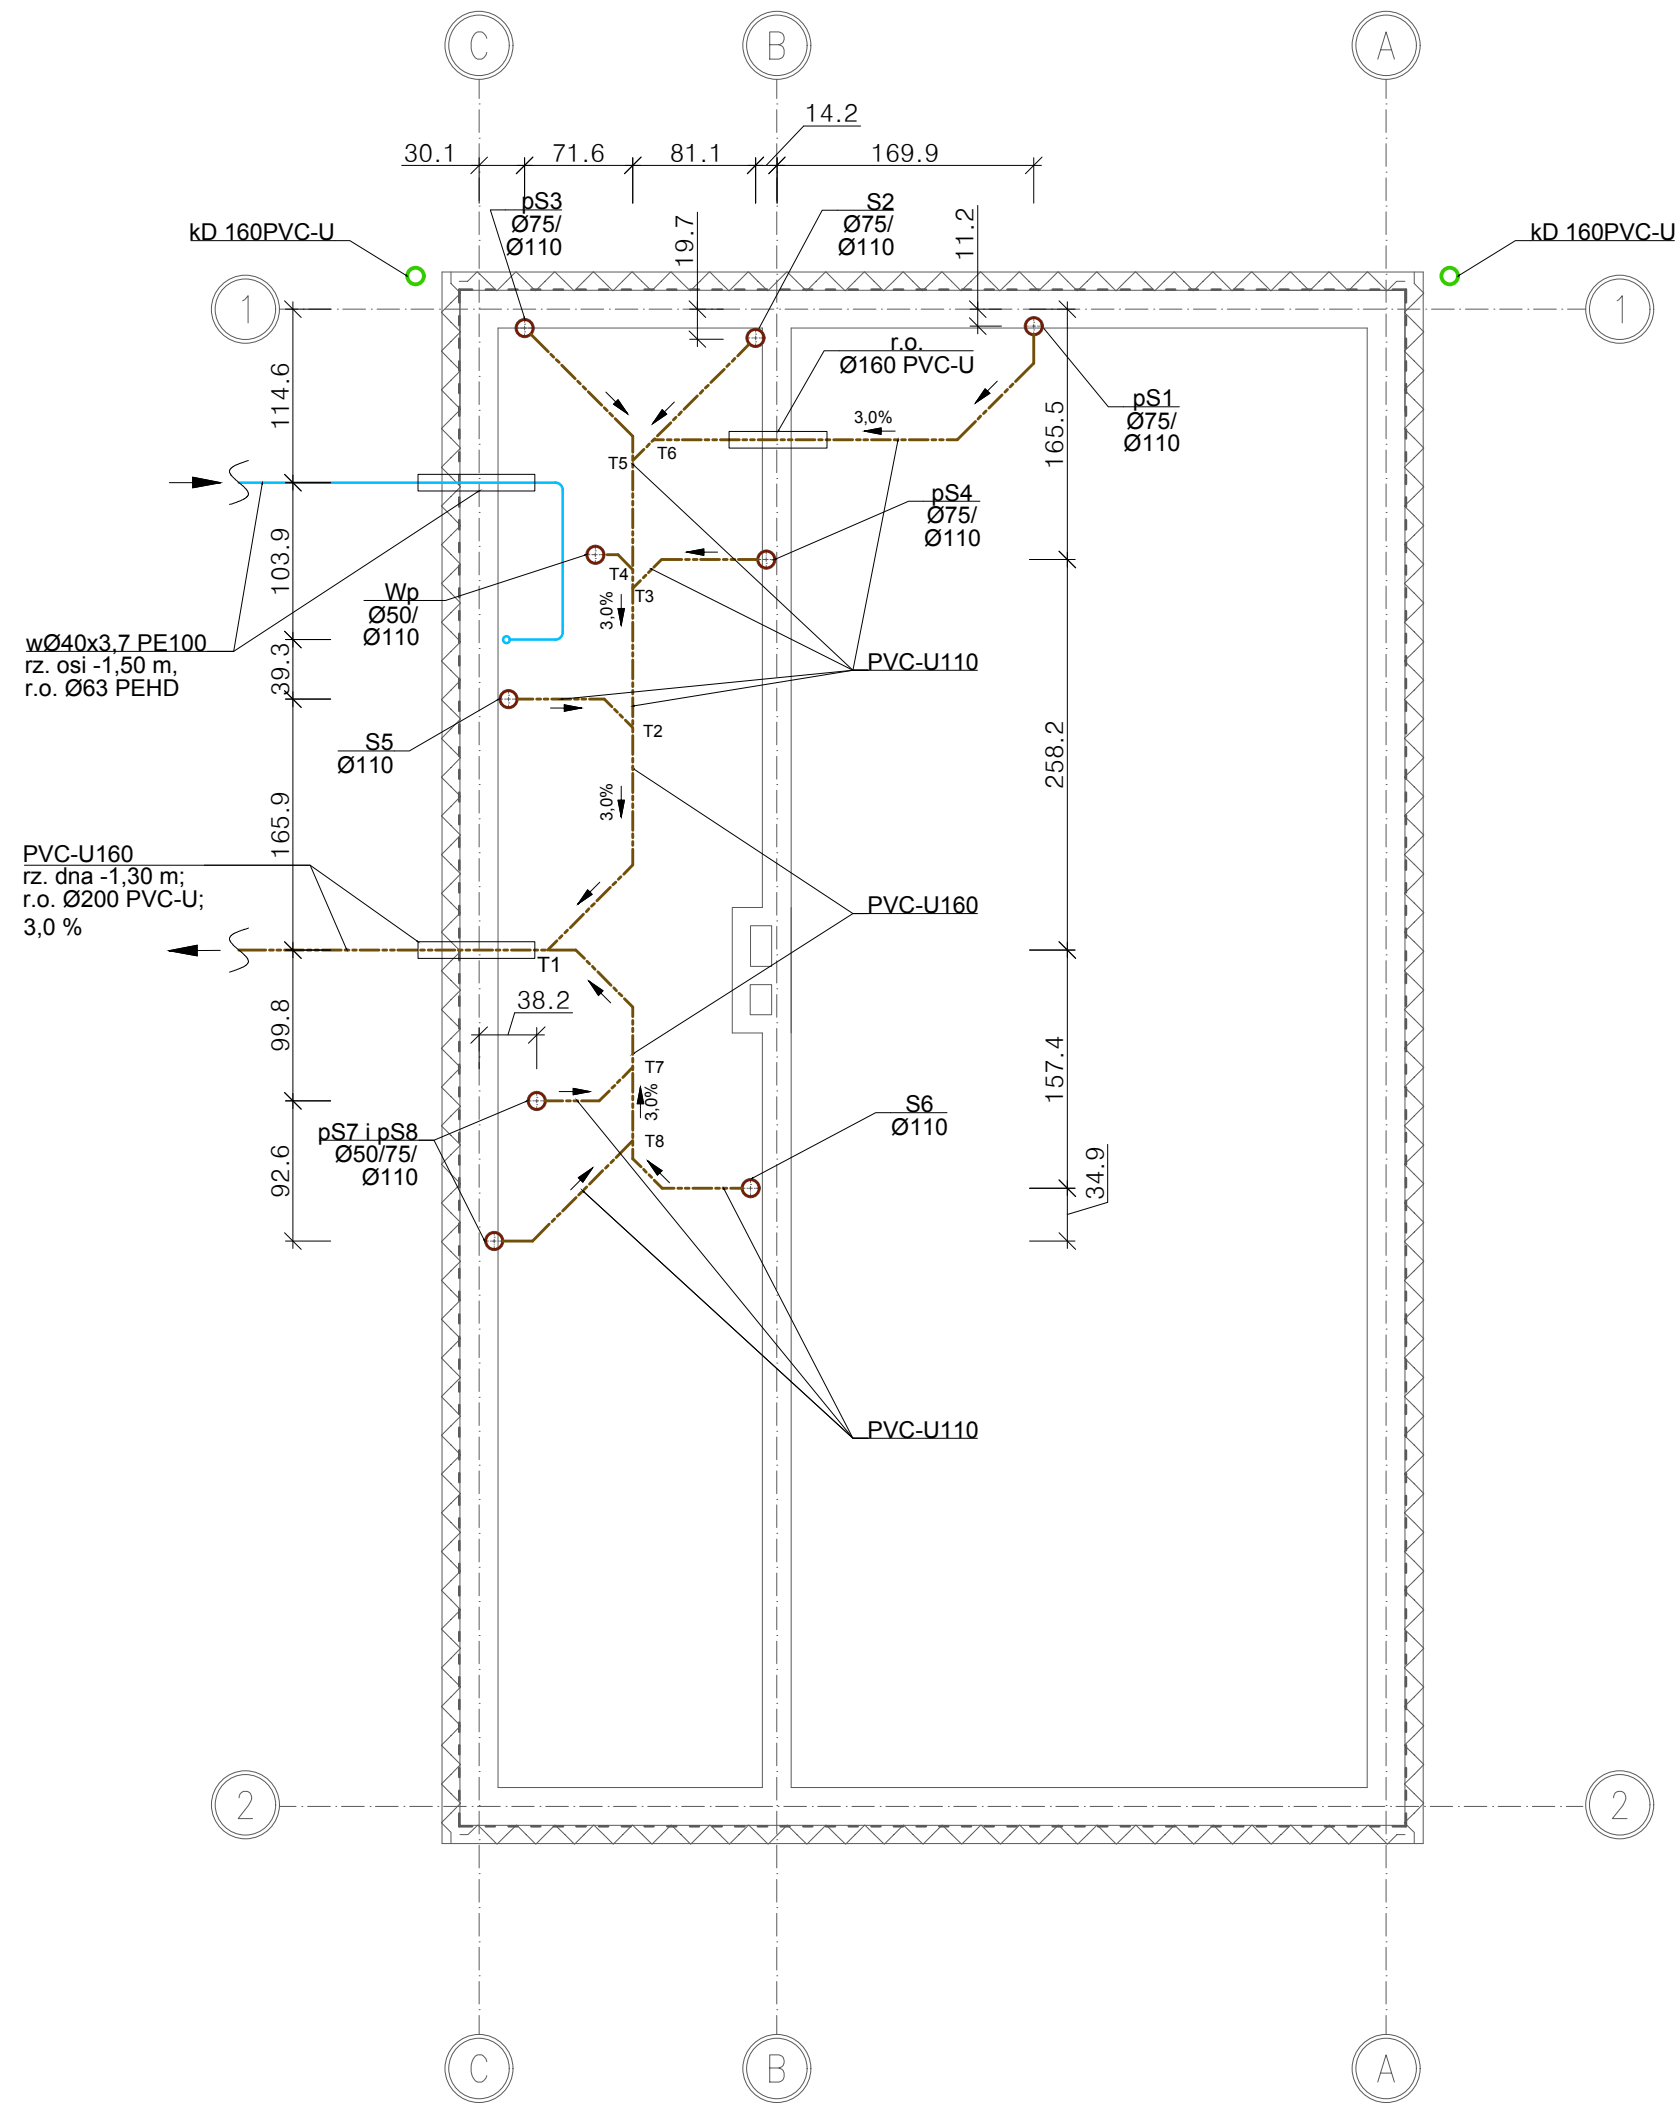 C
B
A
14.2
30.1
71.6
81.1
169.9
pS3
Ø75/
Ø110
S2
Ø75/
Ø110
19.7
11.2
kD 160PVC-U
kD 160PVC-U
1
1
r.o.
Ø160 PVC-U
114.6
pS1
Ø75/
Ø110
3,0%
165.5
T5
T6
pS4
Ø75/
Ø110
103.9
T4
T3
Wp
Ø50/
Ø110
3,0%
wØ40x3,7 PE100
rz. osi -1,50 m,
r.o. Ø63 PEHD
39.3
PVC-U110
T2
S5
Ø110
258.2
3,0%
165.9
PVC-U160
rz. dna -1,30 m;
r.o. Ø200 PVC-U;
3,0 %
PVC-U160
T1
38.2
99.8
157.4
T7
3,0%
S6
Ø110
pS7 i pS8
Ø50/75/
Ø110
T8
92.6
34.9
PVC-U110
2
2
C
B
A